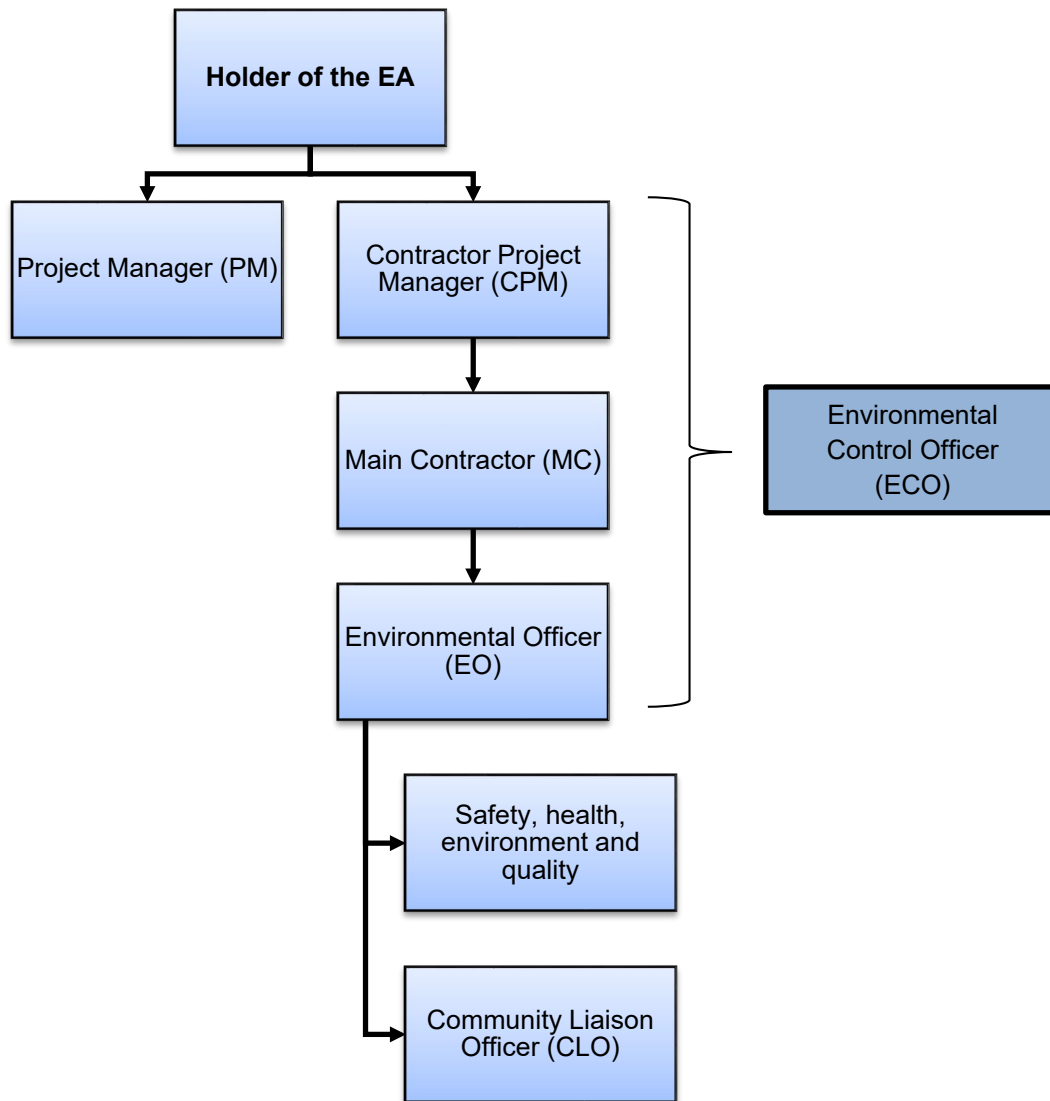 Holder of the EA
Project Manager (PM)
Contractor Project
Manager (CPM)
Main Contractor (MC)
Environmental
Control Officer
(ECO)
Environmental Officer
(EO)
Safety, health,
environment and
quality
Community Liaison
Officer (CLO)